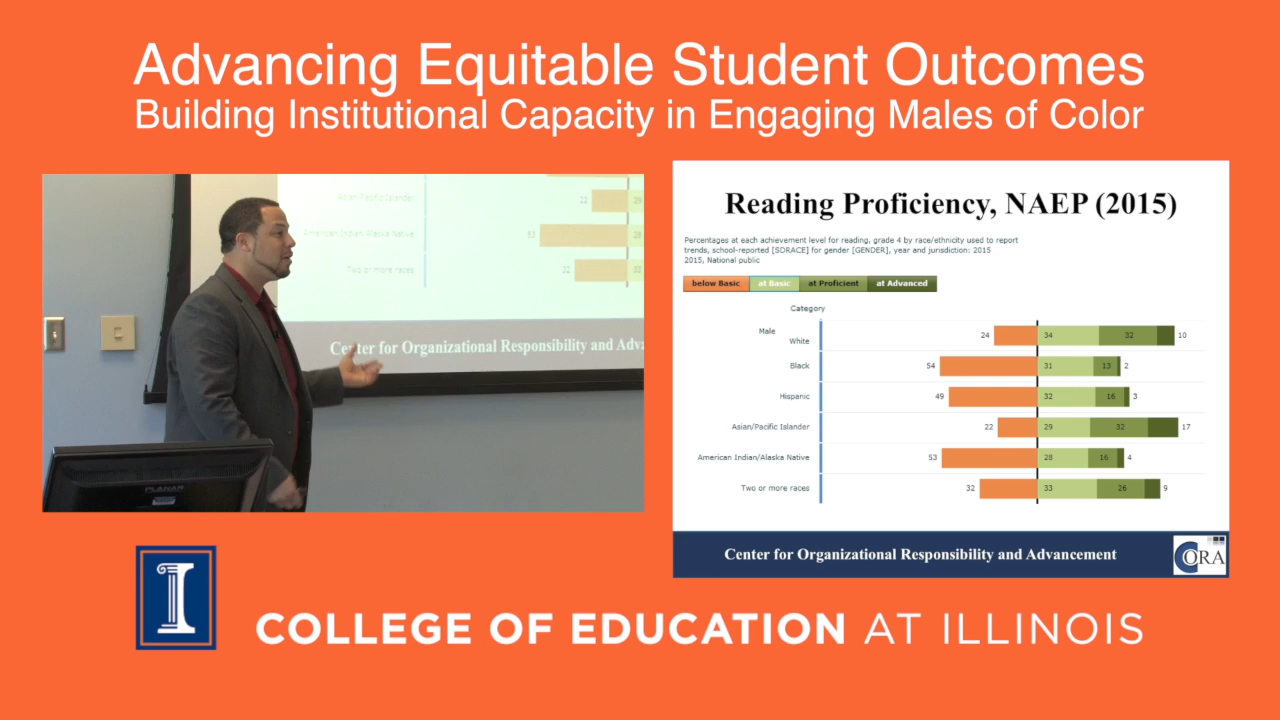 Advancing Equitable Student Outcomes
Building Institutional Capacity in Engaging Males of Color
Asian/Pacific Islander
22
29
American Indian/Alaska Native
53
28
Two or more races
32
33
Center for Organizational Responsibility and Adva
PLANAR
Reading Proficiency, NAEP (2015)
Percentages at each achievement level for reading, grade 4 by race/ethnicity used to report
trends, school-reported [SDRACE] for gender [GENDER], year and jurisdiction: 2015
2015, National public
below Basic at Basic at Proficient at Advanced
Category
Male
White 24 34 32 10
Black 54 31 13 2
Hispanic 49 32 16 3
Asian/Pacific Islander 22 29 32 17
American Indian/Alaska Native 53 28 16 4
Two or more races 32 33 26 9
Center for Organizational Responsibility and Advancement
CORA
I
COLLEGE OF EDUCATION AT ILLINOIS